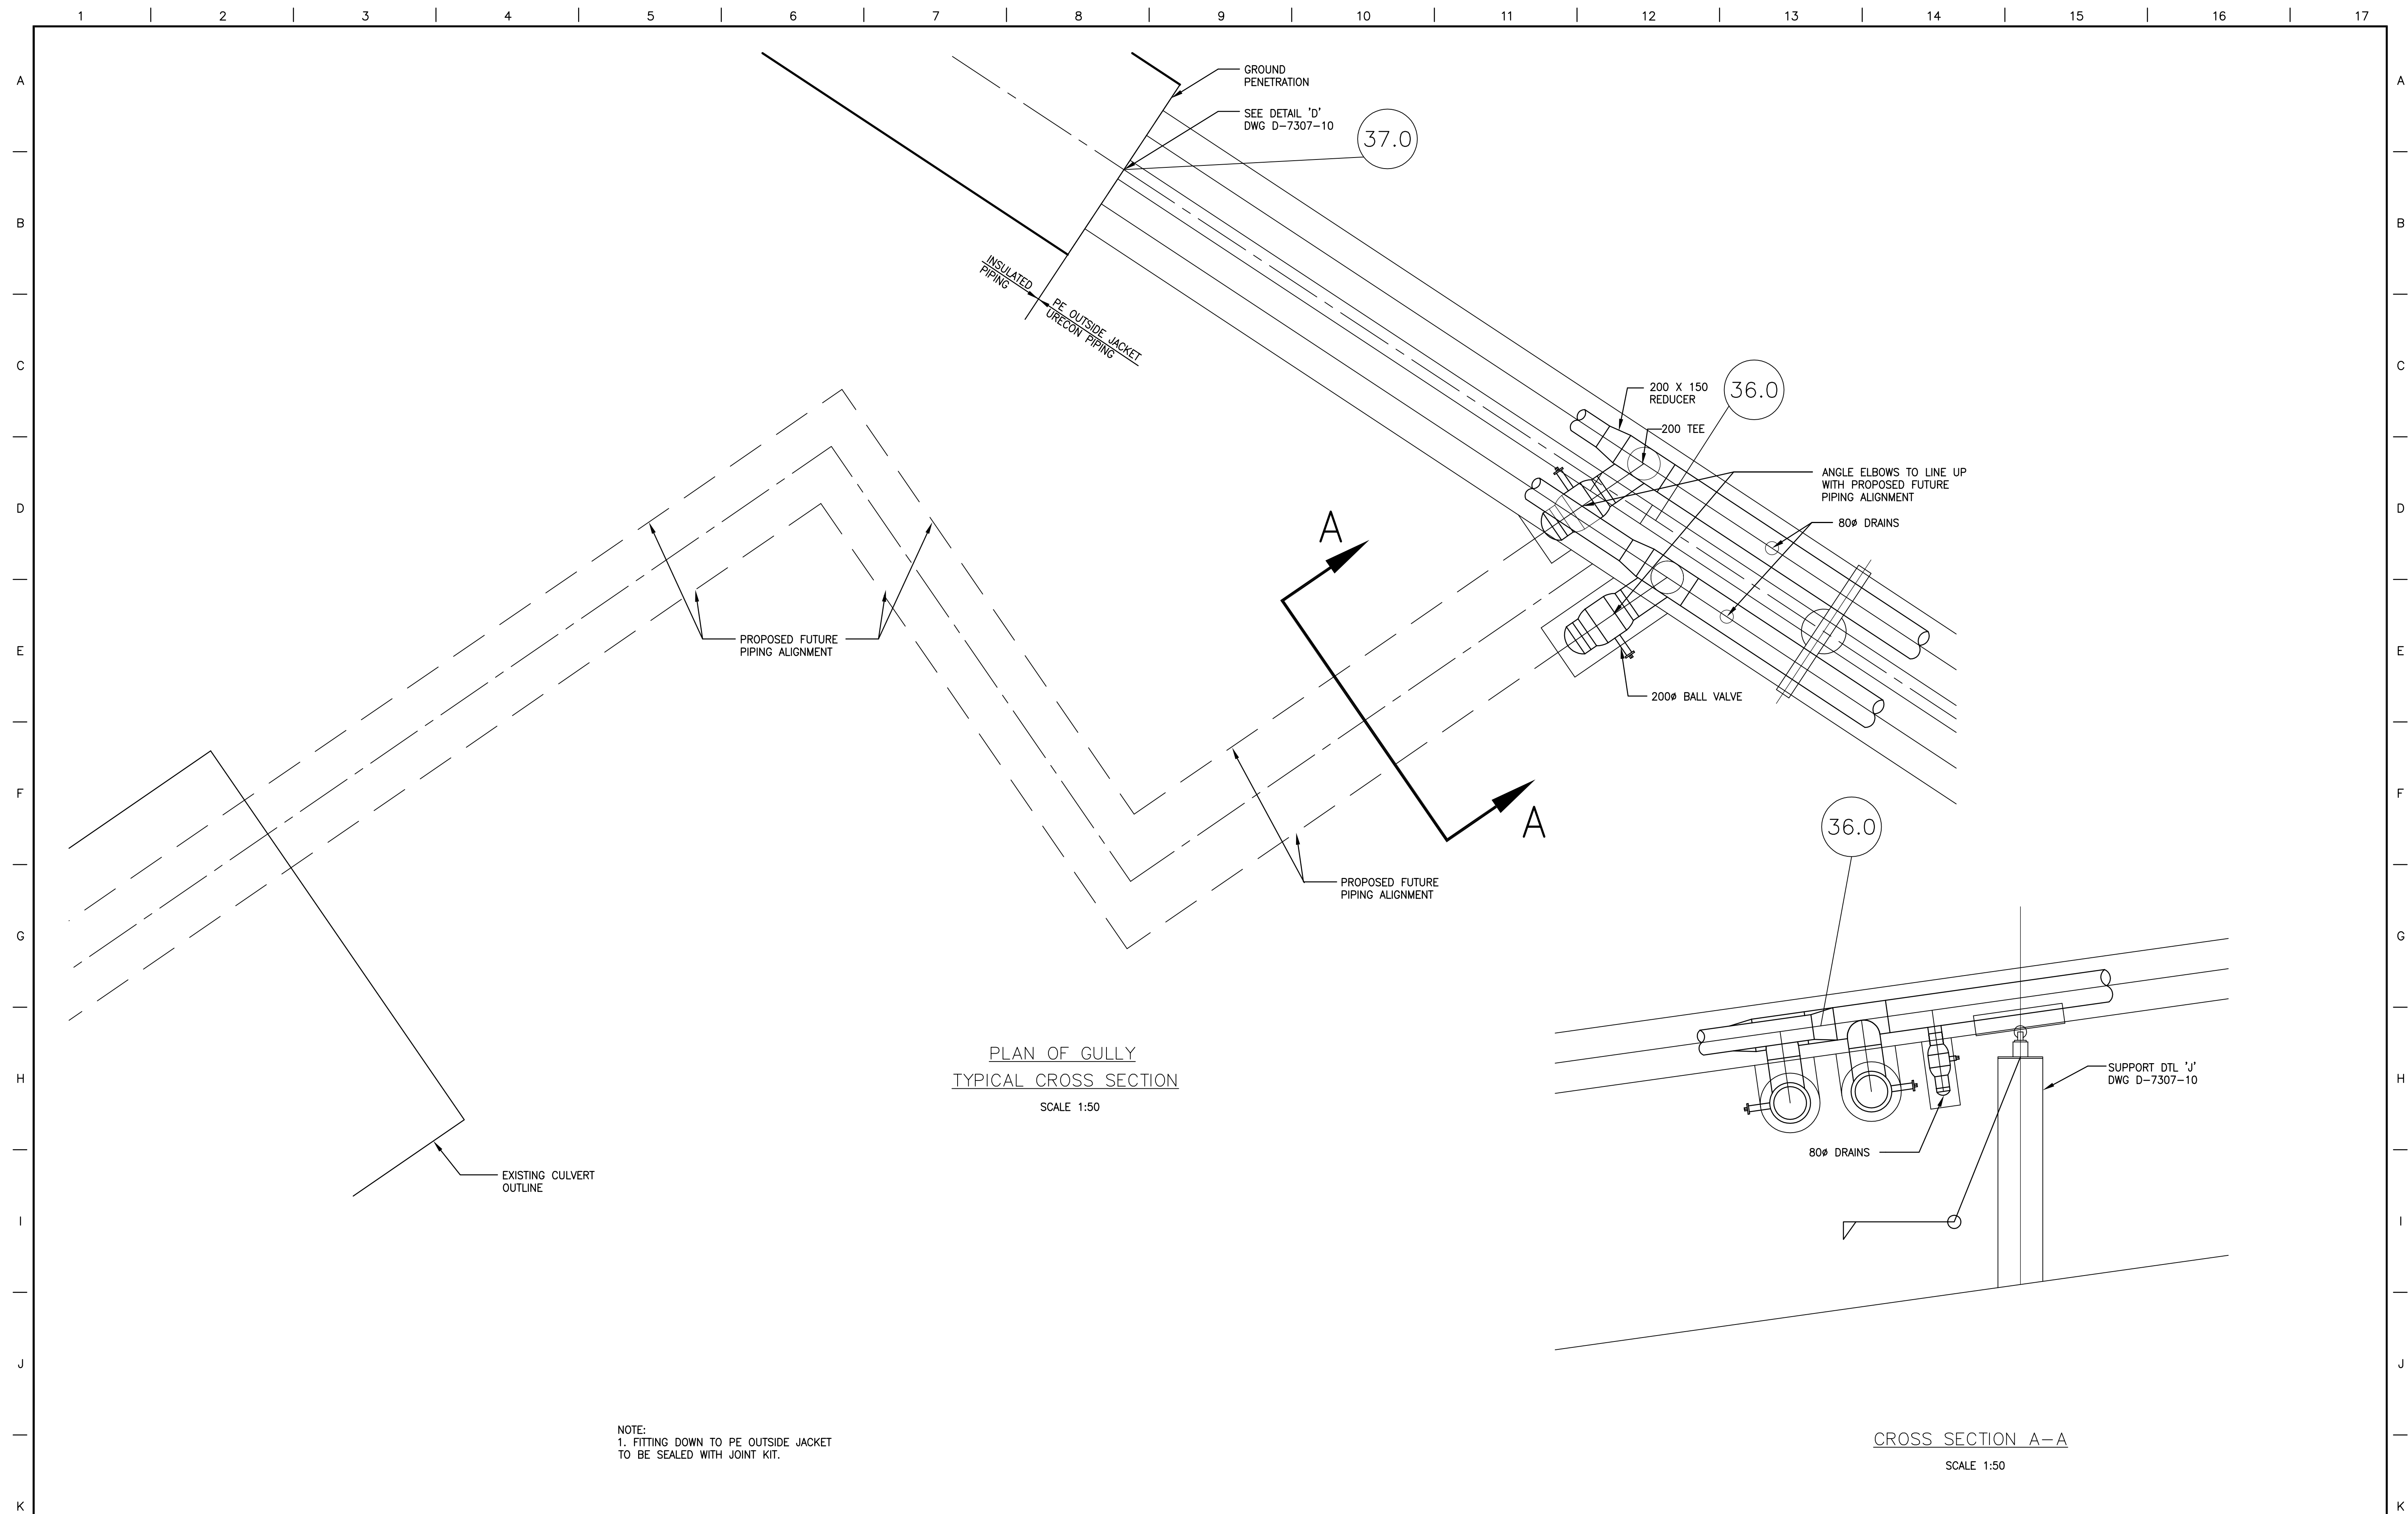 1 2 3 4 5 6 7 8 9 10 11 12 13 14 15 16 17
A A
GROUND
PENETRATION
SEE DETAIL 'D'
DWG D-7307-10
37.0
B B
INSULATED
PIPING
PE OUTSIDE JACKET
URECON PIPING
C C
200 X 150
REDUCER
36.0
200 TEE
ANGLE ELBOWS TO LINE UP
WITH PROPOSED FUTURE
PIPING ALIGNMENT
D D
80ø DRAINS
A
PROPOSED FUTURE
PIPING ALIGNMENT
E E
200ø BALL VALVE
F F
A
36.0
PROPOSED FUTURE
PIPING ALIGNMENT
G G
PLAN OF GULLY
TYPICAL CROSS SECTION
SCALE 1:50
H H
SUPPORT DTL 'J'
DWG D-7307-10
80ø DRAINS
EXISTING CULVERT
OUTLINE
I I
J J
NOTE:
1. FITTING DOWN TO PE OUTSIDE JACKET
TO BE SEALED WITH JOINT KIT.
CROSS SECTION A-A
SCALE 1:50
K K